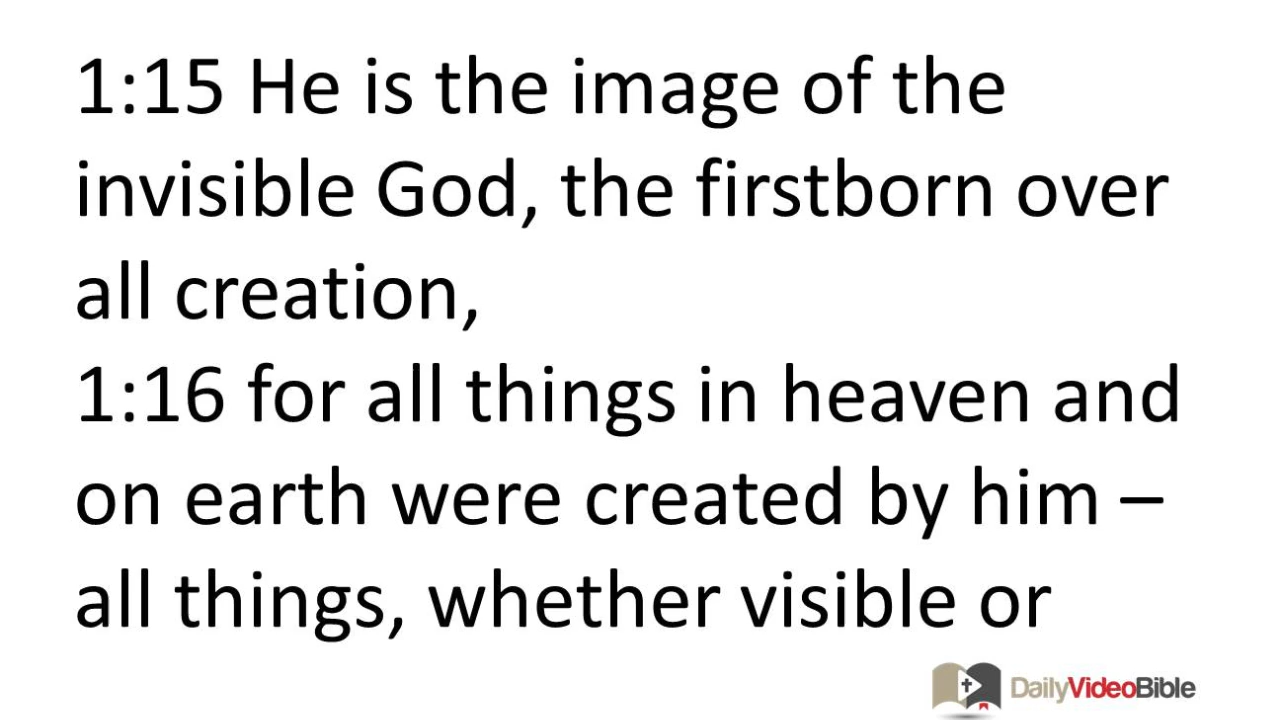 1:15 He is the image of the
invisible God, the firstborn over
all creation,
1:16 for all things in heaven and
on earth were created by him –
all things, whether visible or
DailyVideoBible